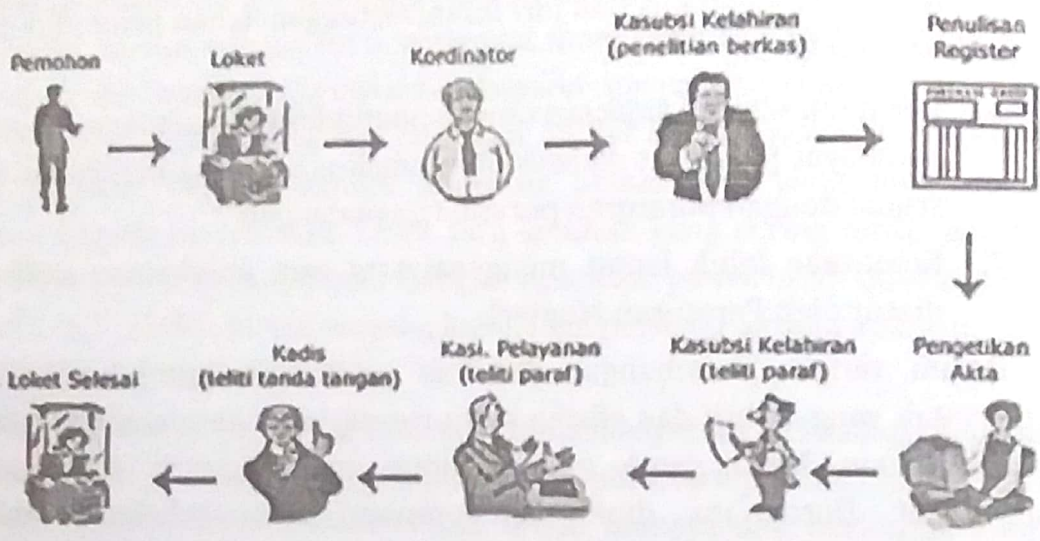 Pemohon
Loket
Kordinator
Kasubsi Kelahiran
(penelitian berkas)
Penulisan
Register
Pengetikan
Akta
Kasubsi Kelahiran
(teliti paraf)
Kasi. Pelayanan
(teliti paraf)
Kadis
(teliti tanda tangan)
Loket Selesai